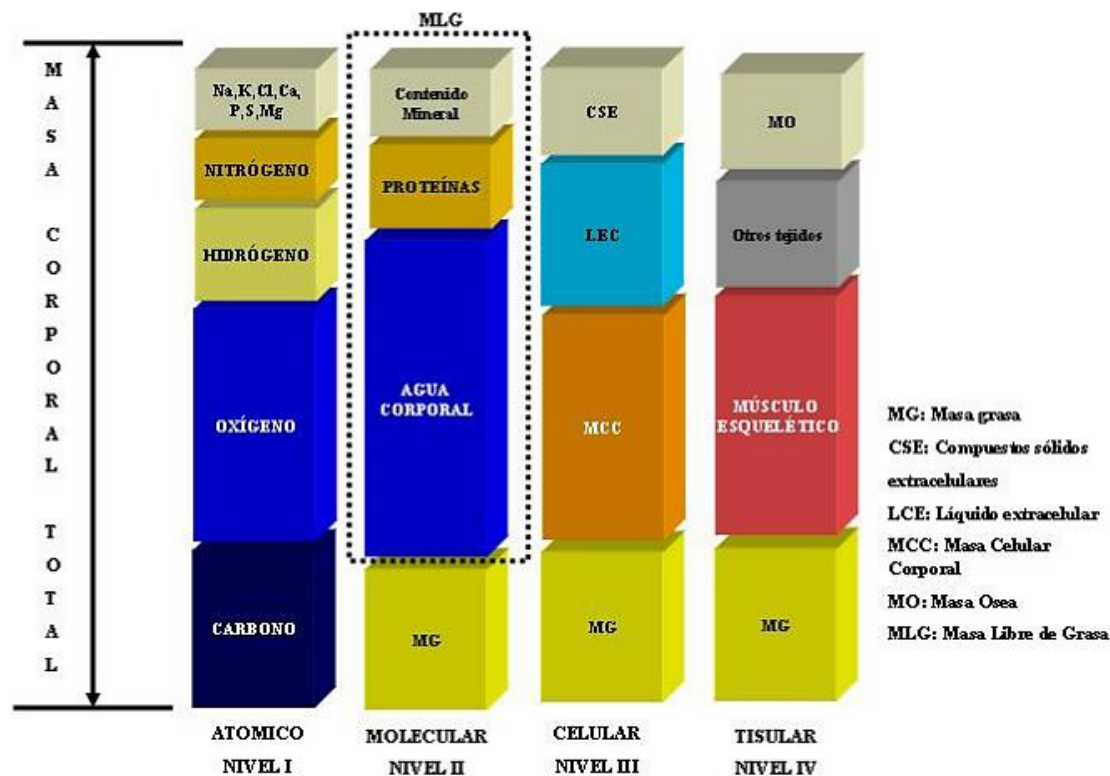 MLG
MASA CORPORAL TOTAL
Na,K,Cl,Ca,
P,S,Mg
NITRÓGENO
HIDRÓGENO
OXÍGENO
CARBONO
Contenido
Mineral
PROTEÍNAS
AGUA
CORPORAL
MG
CSE
LEC
MCC
MG
MO
Otros tejidos
MÚSCULO
ESQUELÉTICO
MG
ATOMICO
NIVEL I
MOLECULAR
NIVEL II
CELULAR
NIVEL III
TISULAR
NIVEL IV
MG: Masa grasa
CSE: Compuestos sólidos
extracelulares
LCE: Líquido extracelular
MCC: Masa Celular
Corporal
MO: Masa Osea
MLG: Masa Libre de Grasa